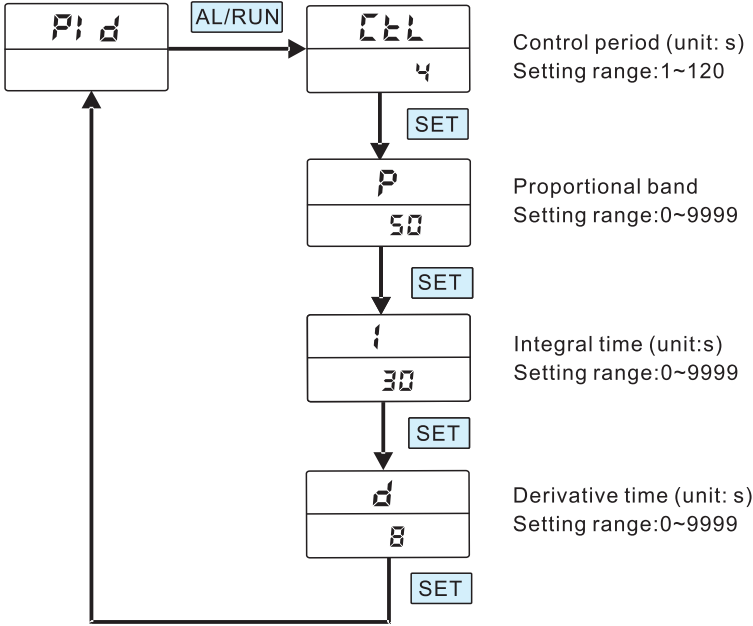 PId
AL/RUN
CtL
4
Control period (unit: s)
Setting range:1~120
SET
P
50
Proportional band
Setting range:0~9999
SET
I
30
Integral time (unit:s)
Setting range:0~9999
SET
d
8
Derivative time (unit: s)
Setting range:0~9999
SET